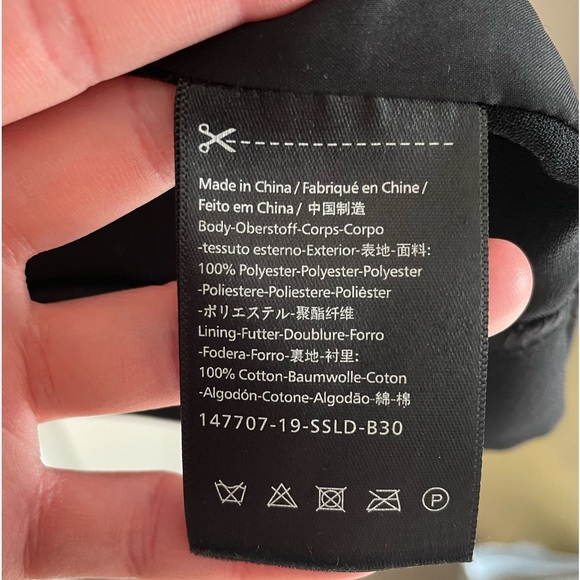 Made in China / Fabriqué en Chine /
Feito em China / 中国制造
Body-Oberstoff-Corps-Corpo
-tessuto esterno-Exterior-表地-面料:
100% Polyester-Polyester-Polyester
-Poliestere-Poliestere-Poliéster
-ポリエステル-聚酯纤维
Lining-Futter-Doublure-Forro
-Fodera-Forro-裏地-衬里:
100% Cotton-Baumwolle-Coton
-Algodón-Cotone-Algodão-綿-棉
147707-19-SSLD-B30
P